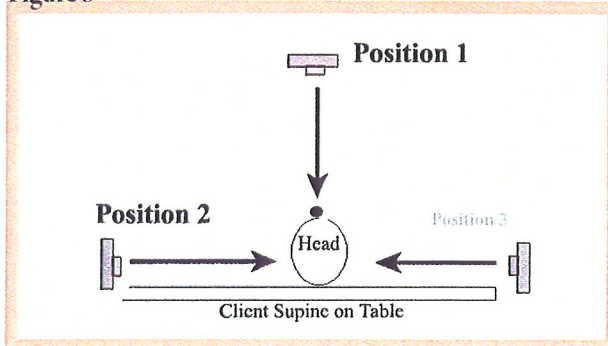 Position 1
Position 2
Position 3
Head
Client Supine on Table